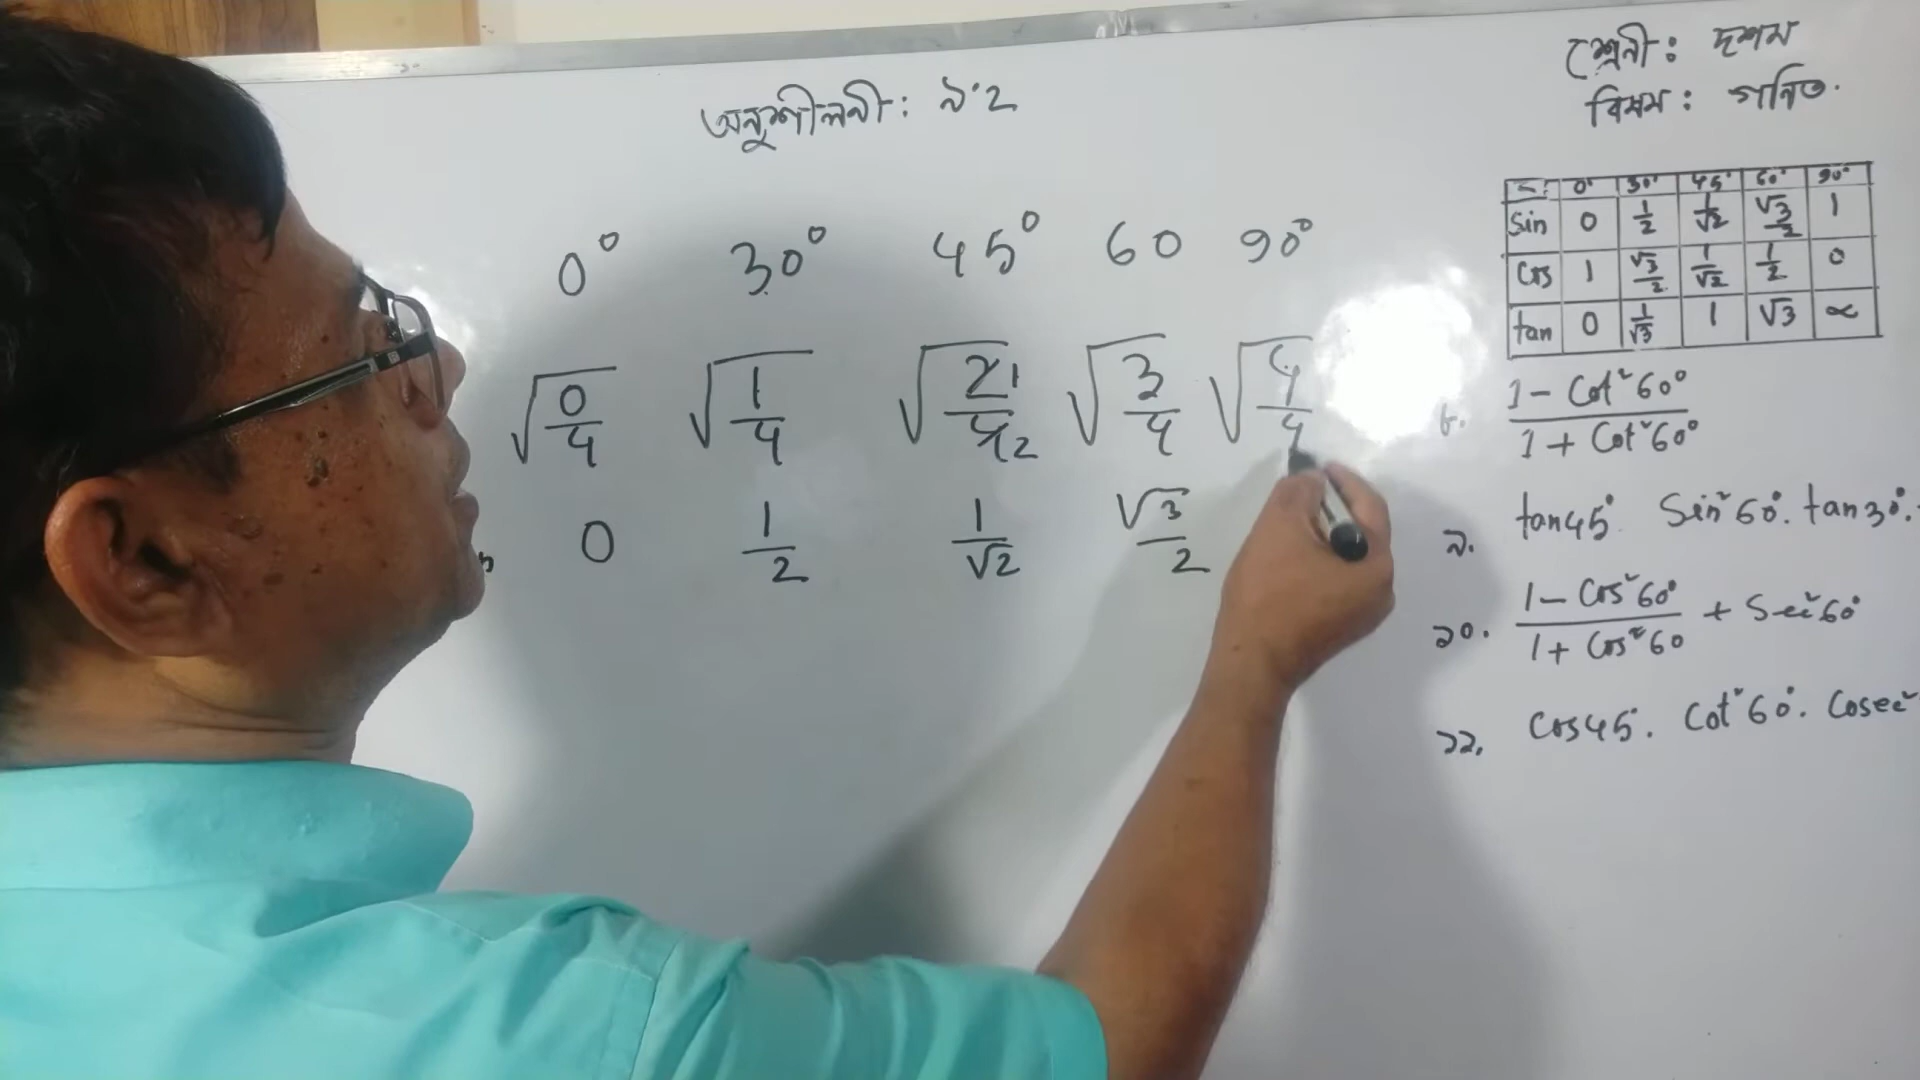 অনুশীলনী: ৯.২
0° 30° 45° 60 90°
√(0/4) √(1/4) √(2̸1/4̸2) √(3/4) √(4/4)
0 1/2 1/√2 √3/2
শ্রেনী: দশম
বিষয়: গনিত.
0° 30° 45° 60° 90°
Sin 0 1/2 1/√2 √3/2 1
Cos 1 √3/2 1/√2 1/2 0
tan 0 1/√3 1 √3 ∝
৮. (1 - Cot²60°)/(1 + Cot²60°)
৯. tan45°. Sin²60°. tan30°.
১০. (1 - Cos²60°)/(1 + Cos²60) + Sec²60°
১১. Cos45°. Cot²60°. Cosec²